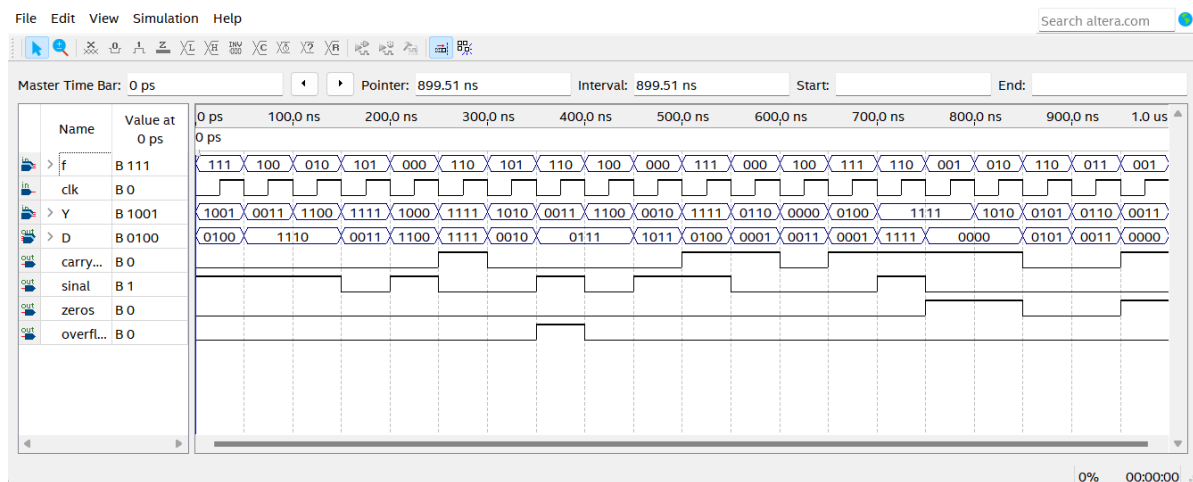 File Edit View Simulation Help
Search altera.com
Master Time Bar: 0 ps Pointer: 899.51 ns Interval: 899.51 ns Start: End:
Name Value at 0 ps 0 ps 100,0 ns 200,0 ns 300,0 ns 400,0 ns 500,0 ns 600,0 ns 700,0 ns 800,0 ns 900,0 ns 1.0 us
0 ps
f B 111 111 100 010 101 000 110 101 110 100 000 111 000 100 111 110 001 010 110 011 001
clk B 0
Y B 1001 1001 0011 1100 1111 1000 1111 1010 0011 1100 0010 1111 0110 0000 0100 1111 1010 0101 0110 0011
D B 0100 0100 1110 0011 1100 1111 0010 0111 1011 0100 0001 0011 0001 1111 0000 0101 0011 0000
carry... B 0
sinal B 1
zeros B 0
overfl... B 0
0% 00:00:00